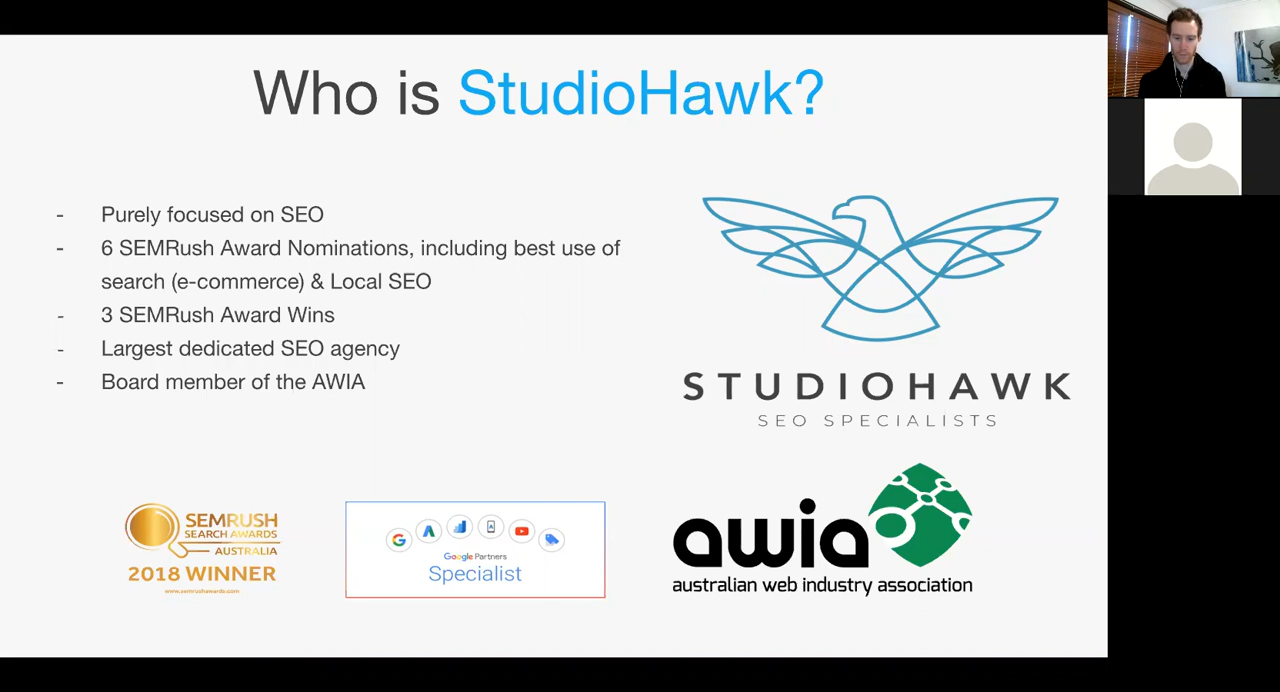 Who is StudioHawk?
- Purely focused on SEO
- 6 SEMRush Award Nominations, including best use of
search (e-commerce) & Local SEO
- 3 SEMRush Award Wins
- Largest dedicated SEO agency
- Board member of the AWIA
STUDIOHAWK
SEO SPECIALISTS
SEMRUSH
SEARCH AWARDS
AUSTRALIA
2018 WINNER
www.semrushawards.com
Google Partners
Specialist
awia
australian web industry association